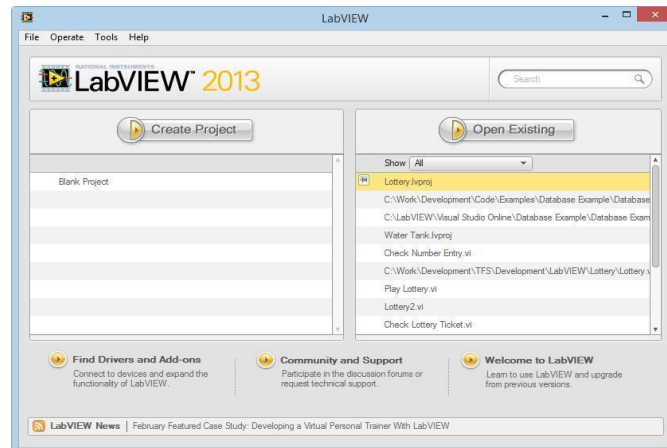 LabVIEW
File Operate Tools Help
NATIONAL INSTRUMENTS
LabVIEW™ 2013
Search
Create Project
Open Existing
Show All
Blank Project
Lottery.lvproj
C:\Work\Development\Code\Examples\Database Example\Database
C:\LabVIEW\Visual Studio Online\Database Example\Database Exam
Water Tank.lvproj
Check Number Entry.vi
C:\Work\Development\TFS\Development\LabVIEW\Lottery\Lottery.v
Play Lottery.vi
Lottery2.vi
Check Lottery Ticket.vi
Find Drivers and Add-ons
Connect to devices and expand the
functionality of LabVIEW.
Community and Support
Participate in the discussion forums or
request technical support.
Welcome to LabVIEW
Learn to use LabVIEW and upgrade
from previous versions.
LabVIEW News | February Featured Case Study: Developing a Virtual Personal Trainer With LabVIEW